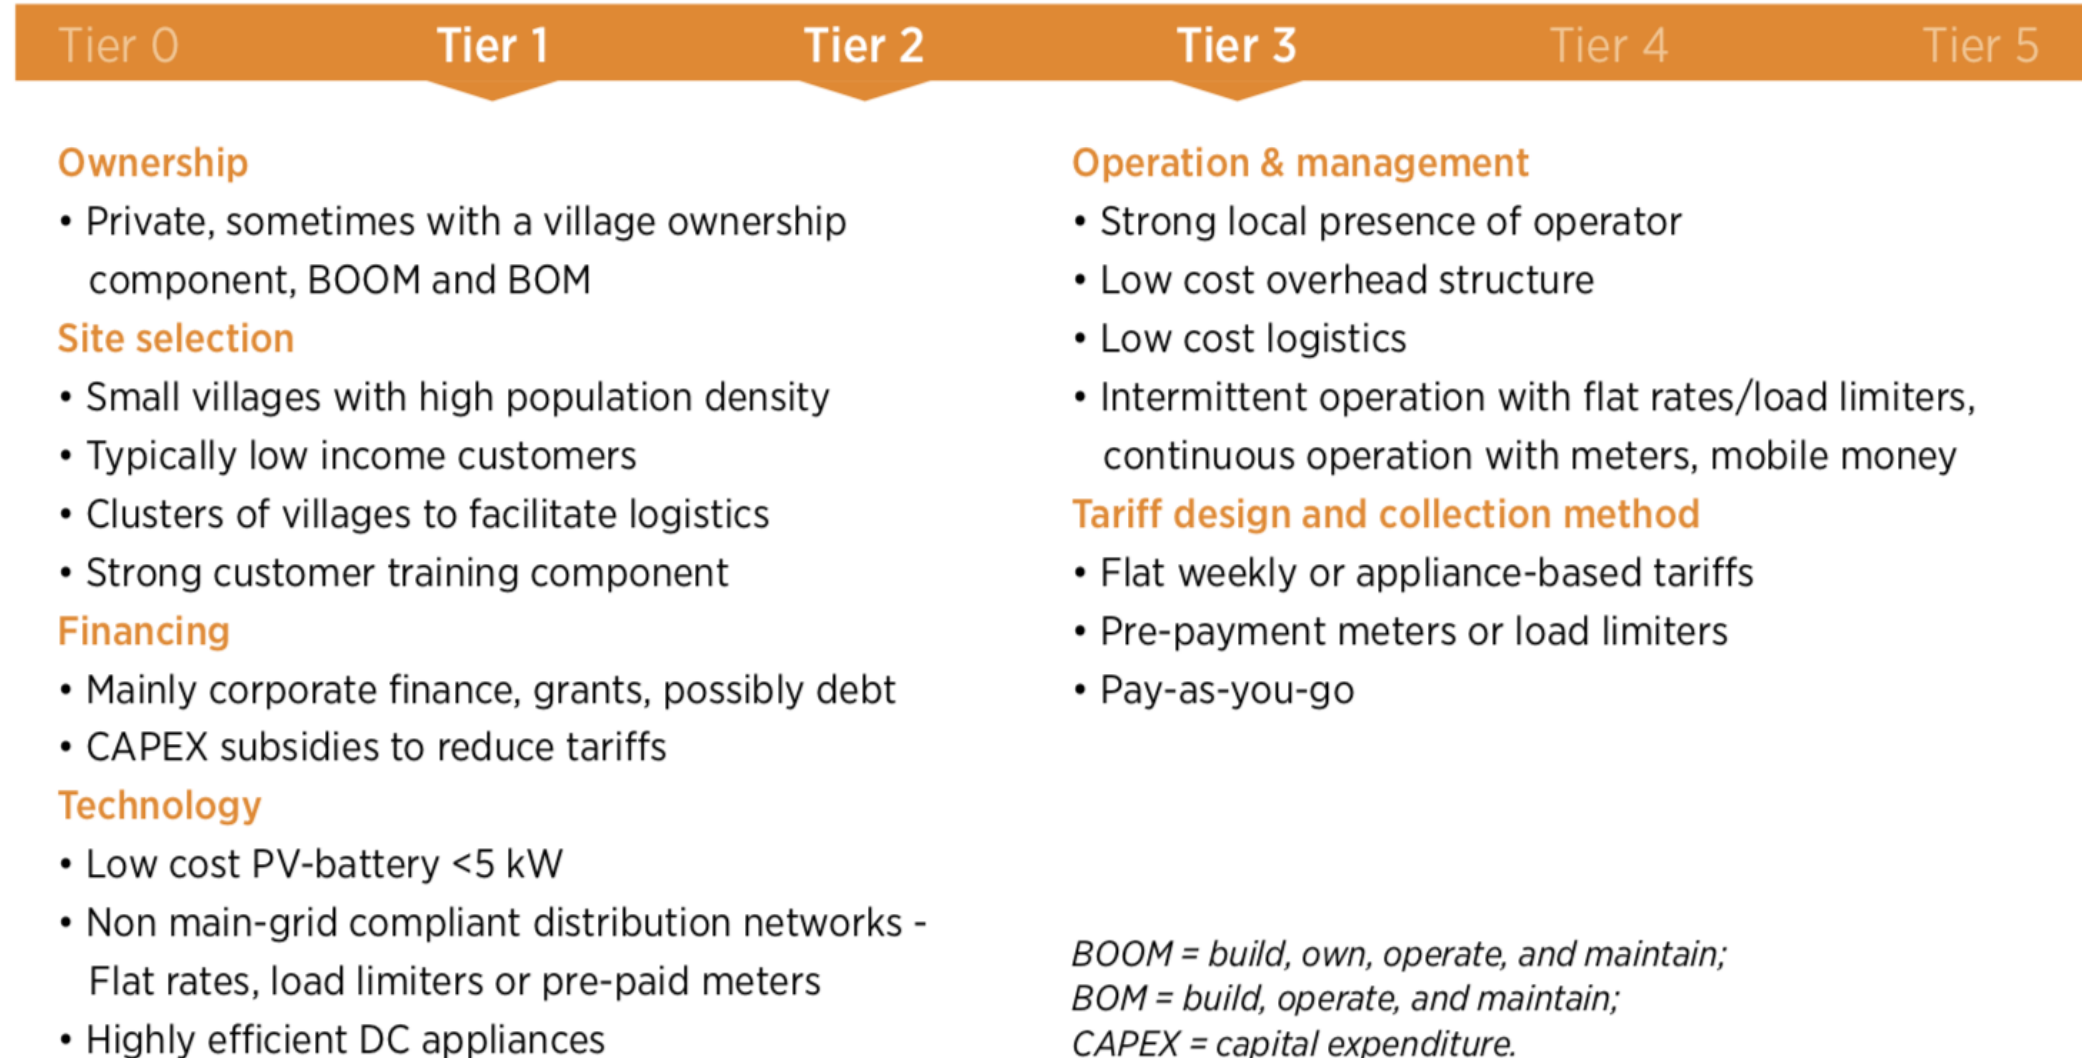 Tier 0 Tier 1 Tier 2 Tier 3 Tier 4 Tier 5
Ownership
• Private, sometimes with a village ownership
component, BOOM and BOM
Site selection
• Small villages with high population density
• Typically low income customers
• Clusters of villages to facilitate logistics
• Strong customer training component
Financing
• Mainly corporate finance, grants, possibly debt
• CAPEX subsidies to reduce tariffs
Technology
• Low cost PV-battery <5 kW
• Non main-grid compliant distribution networks -
Flat rates, load limiters or pre-paid meters
• Highly efficient DC appliances
Operation & management
• Strong local presence of operator
• Low cost overhead structure
• Low cost logistics
• Intermittent operation with flat rates/load limiters,
continuous operation with meters, mobile money
Tariff design and collection method
• Flat weekly or appliance-based tariffs
• Pre-payment meters or load limiters
• Pay-as-you-go
BOOM = build, own, operate, and maintain;
BOM = build, operate, and maintain;
CAPEX = capital expenditure.